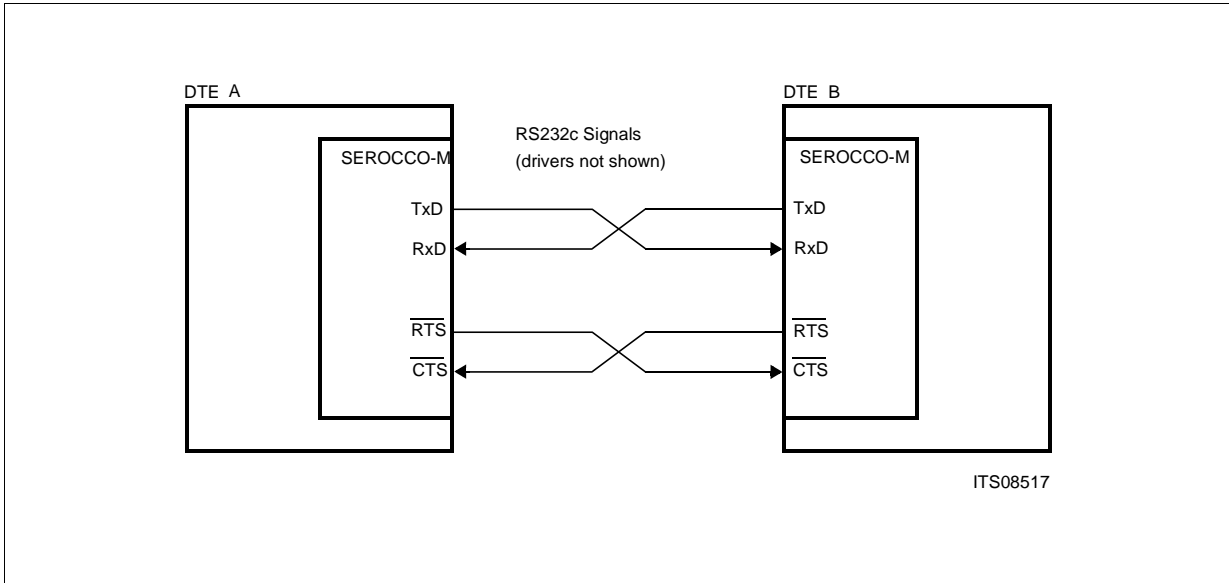 DTE A
DTE B
RS232c Signals
(drivers not shown)
SEROCCO-M
SEROCCO-M
TxD
TxD
RxD
RxD
RTS
RTS
CTS
CTS
ITS08517